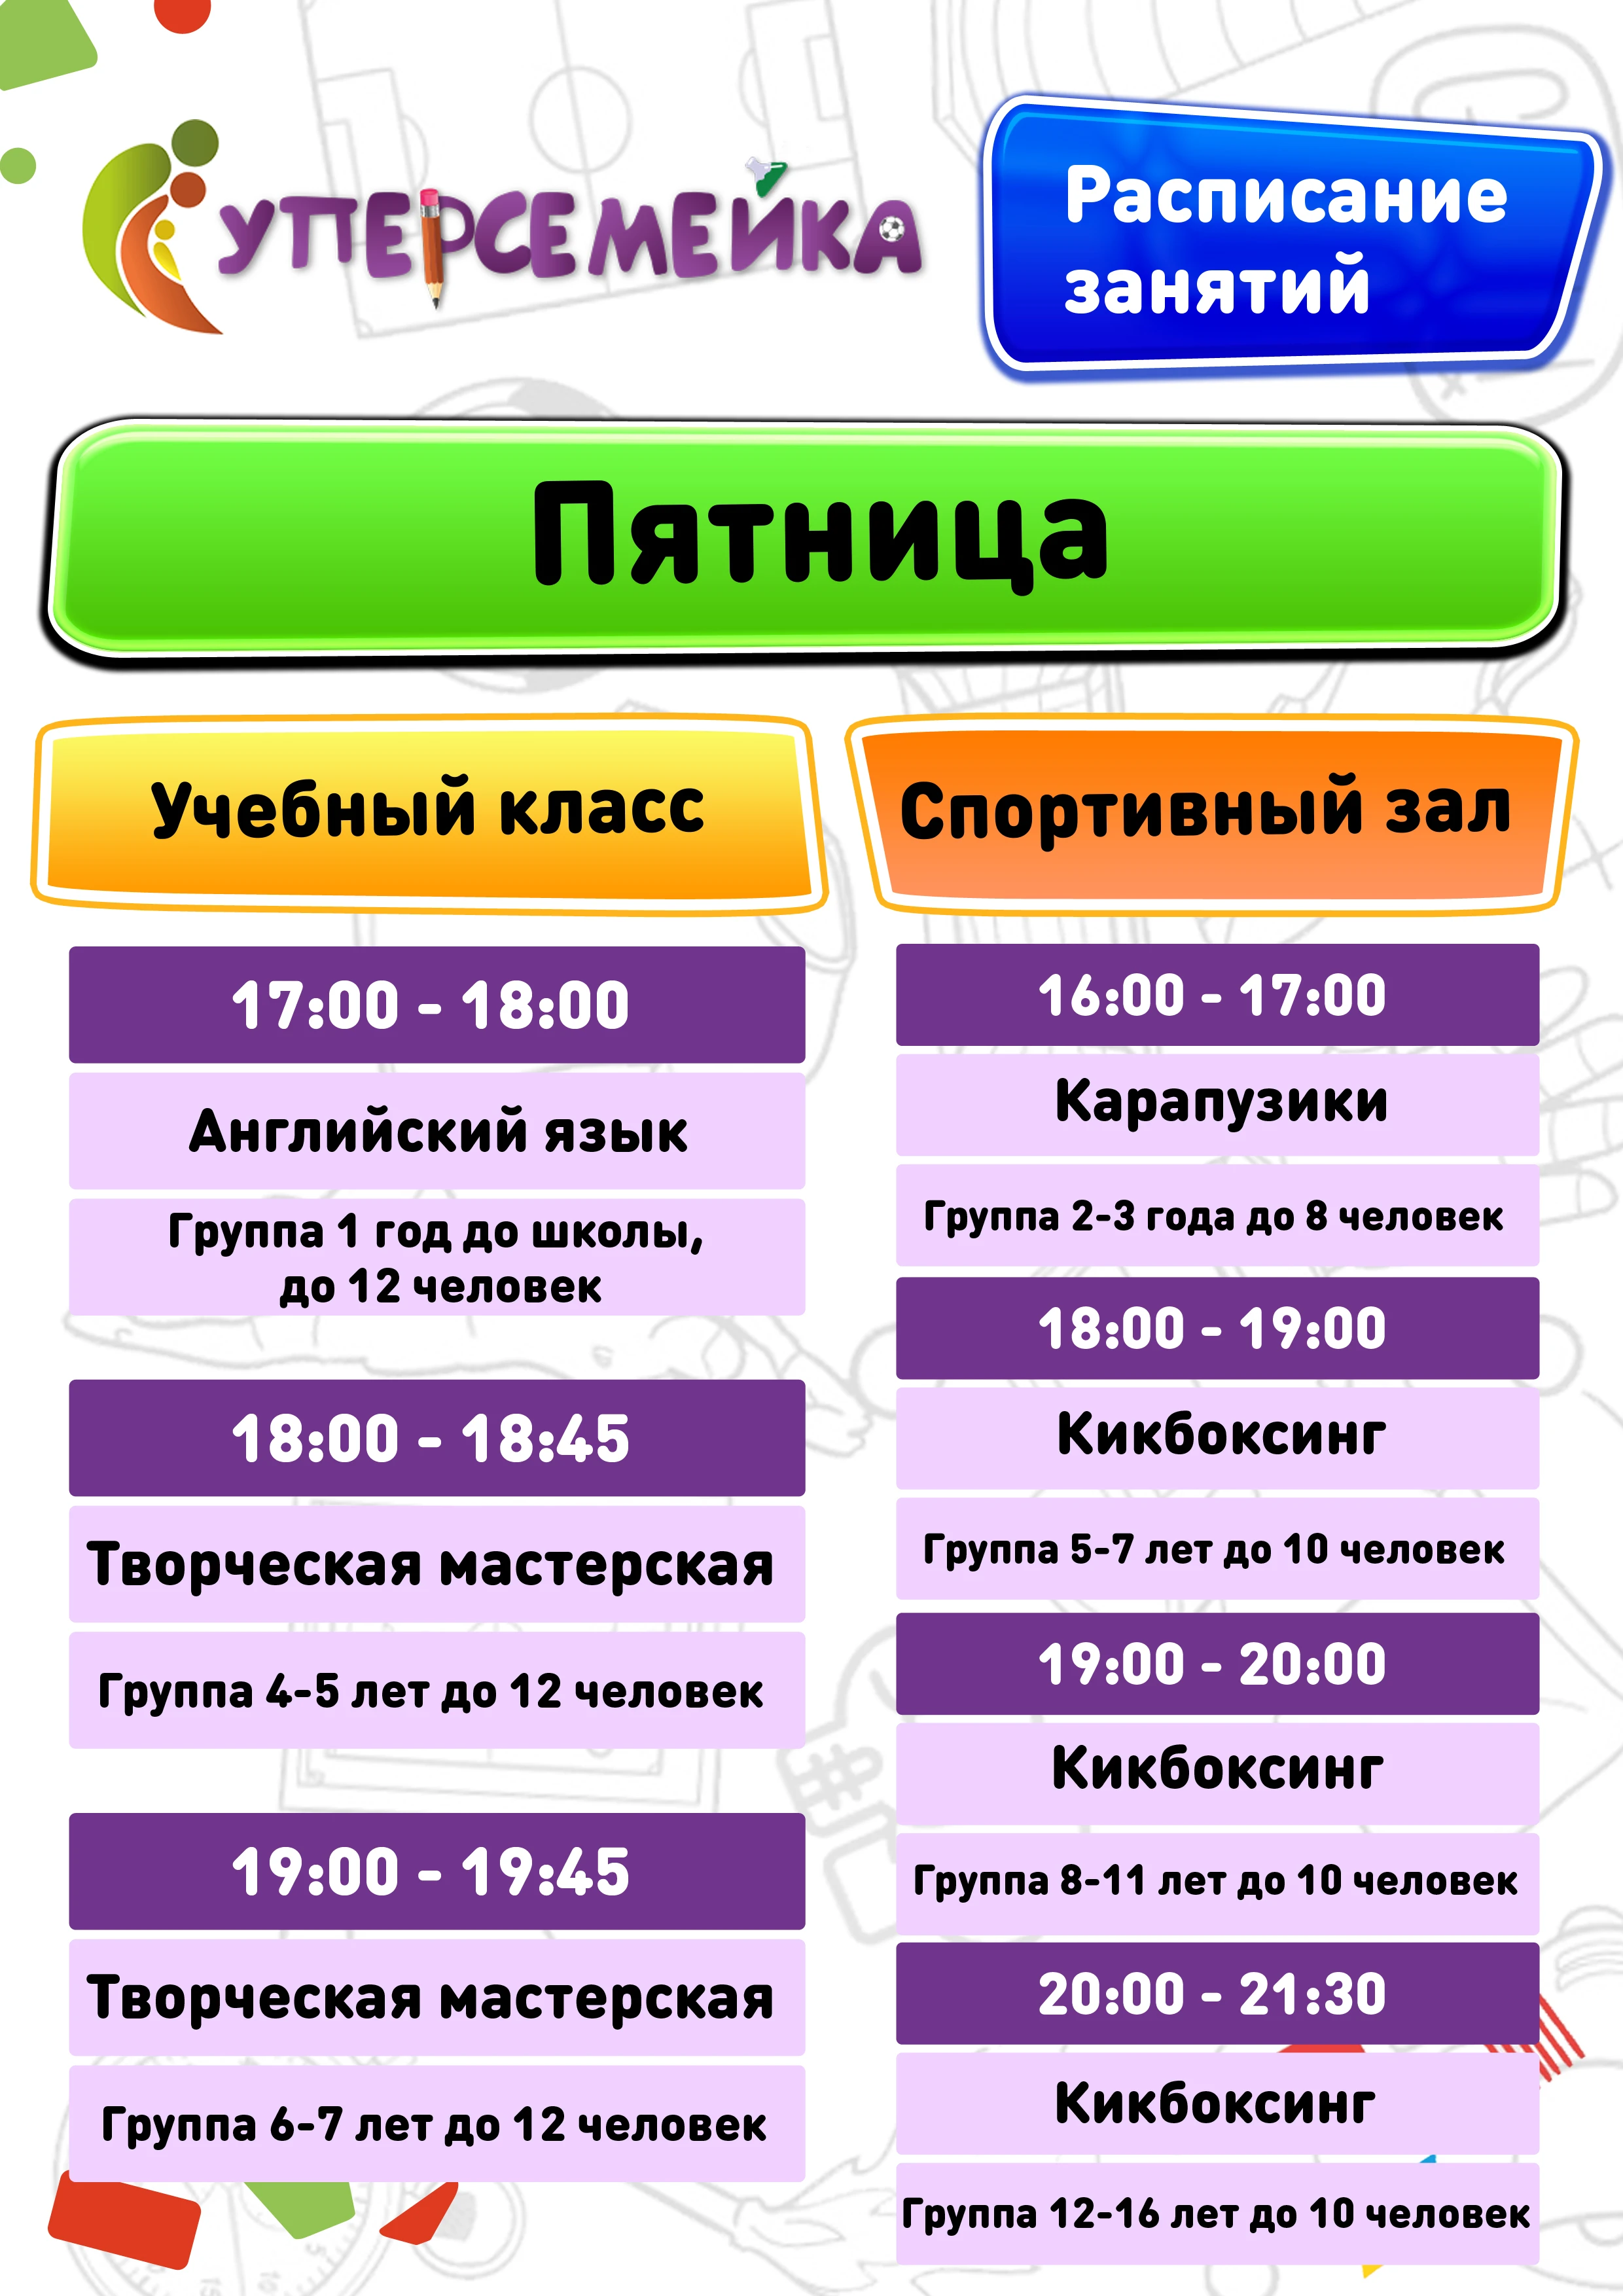 Суперсемейка
Расписание
занятий
Пятница
Учебный класс
17:00 - 18:00
Английский язык
Группа 1 год до школы,
до 12 человек
18:00 - 18:45
Творческая мастерская
Группа 4-5 лет до 12 человек
19:00 - 19:45
Творческая мастерская
Группа 6-7 лет до 12 человек
Спортивный зал
16:00 - 17:00
Карапузики
Группа 2-3 года до 8 человек
18:00 - 19:00
Кикбоксинг
Группа 5-7 лет до 10 человек
19:00 - 20:00
Кикбоксинг
Группа 8-11 лет до 10 человек
20:00 - 21:30
Кикбоксинг
Группа 12-16 лет до 10 человек